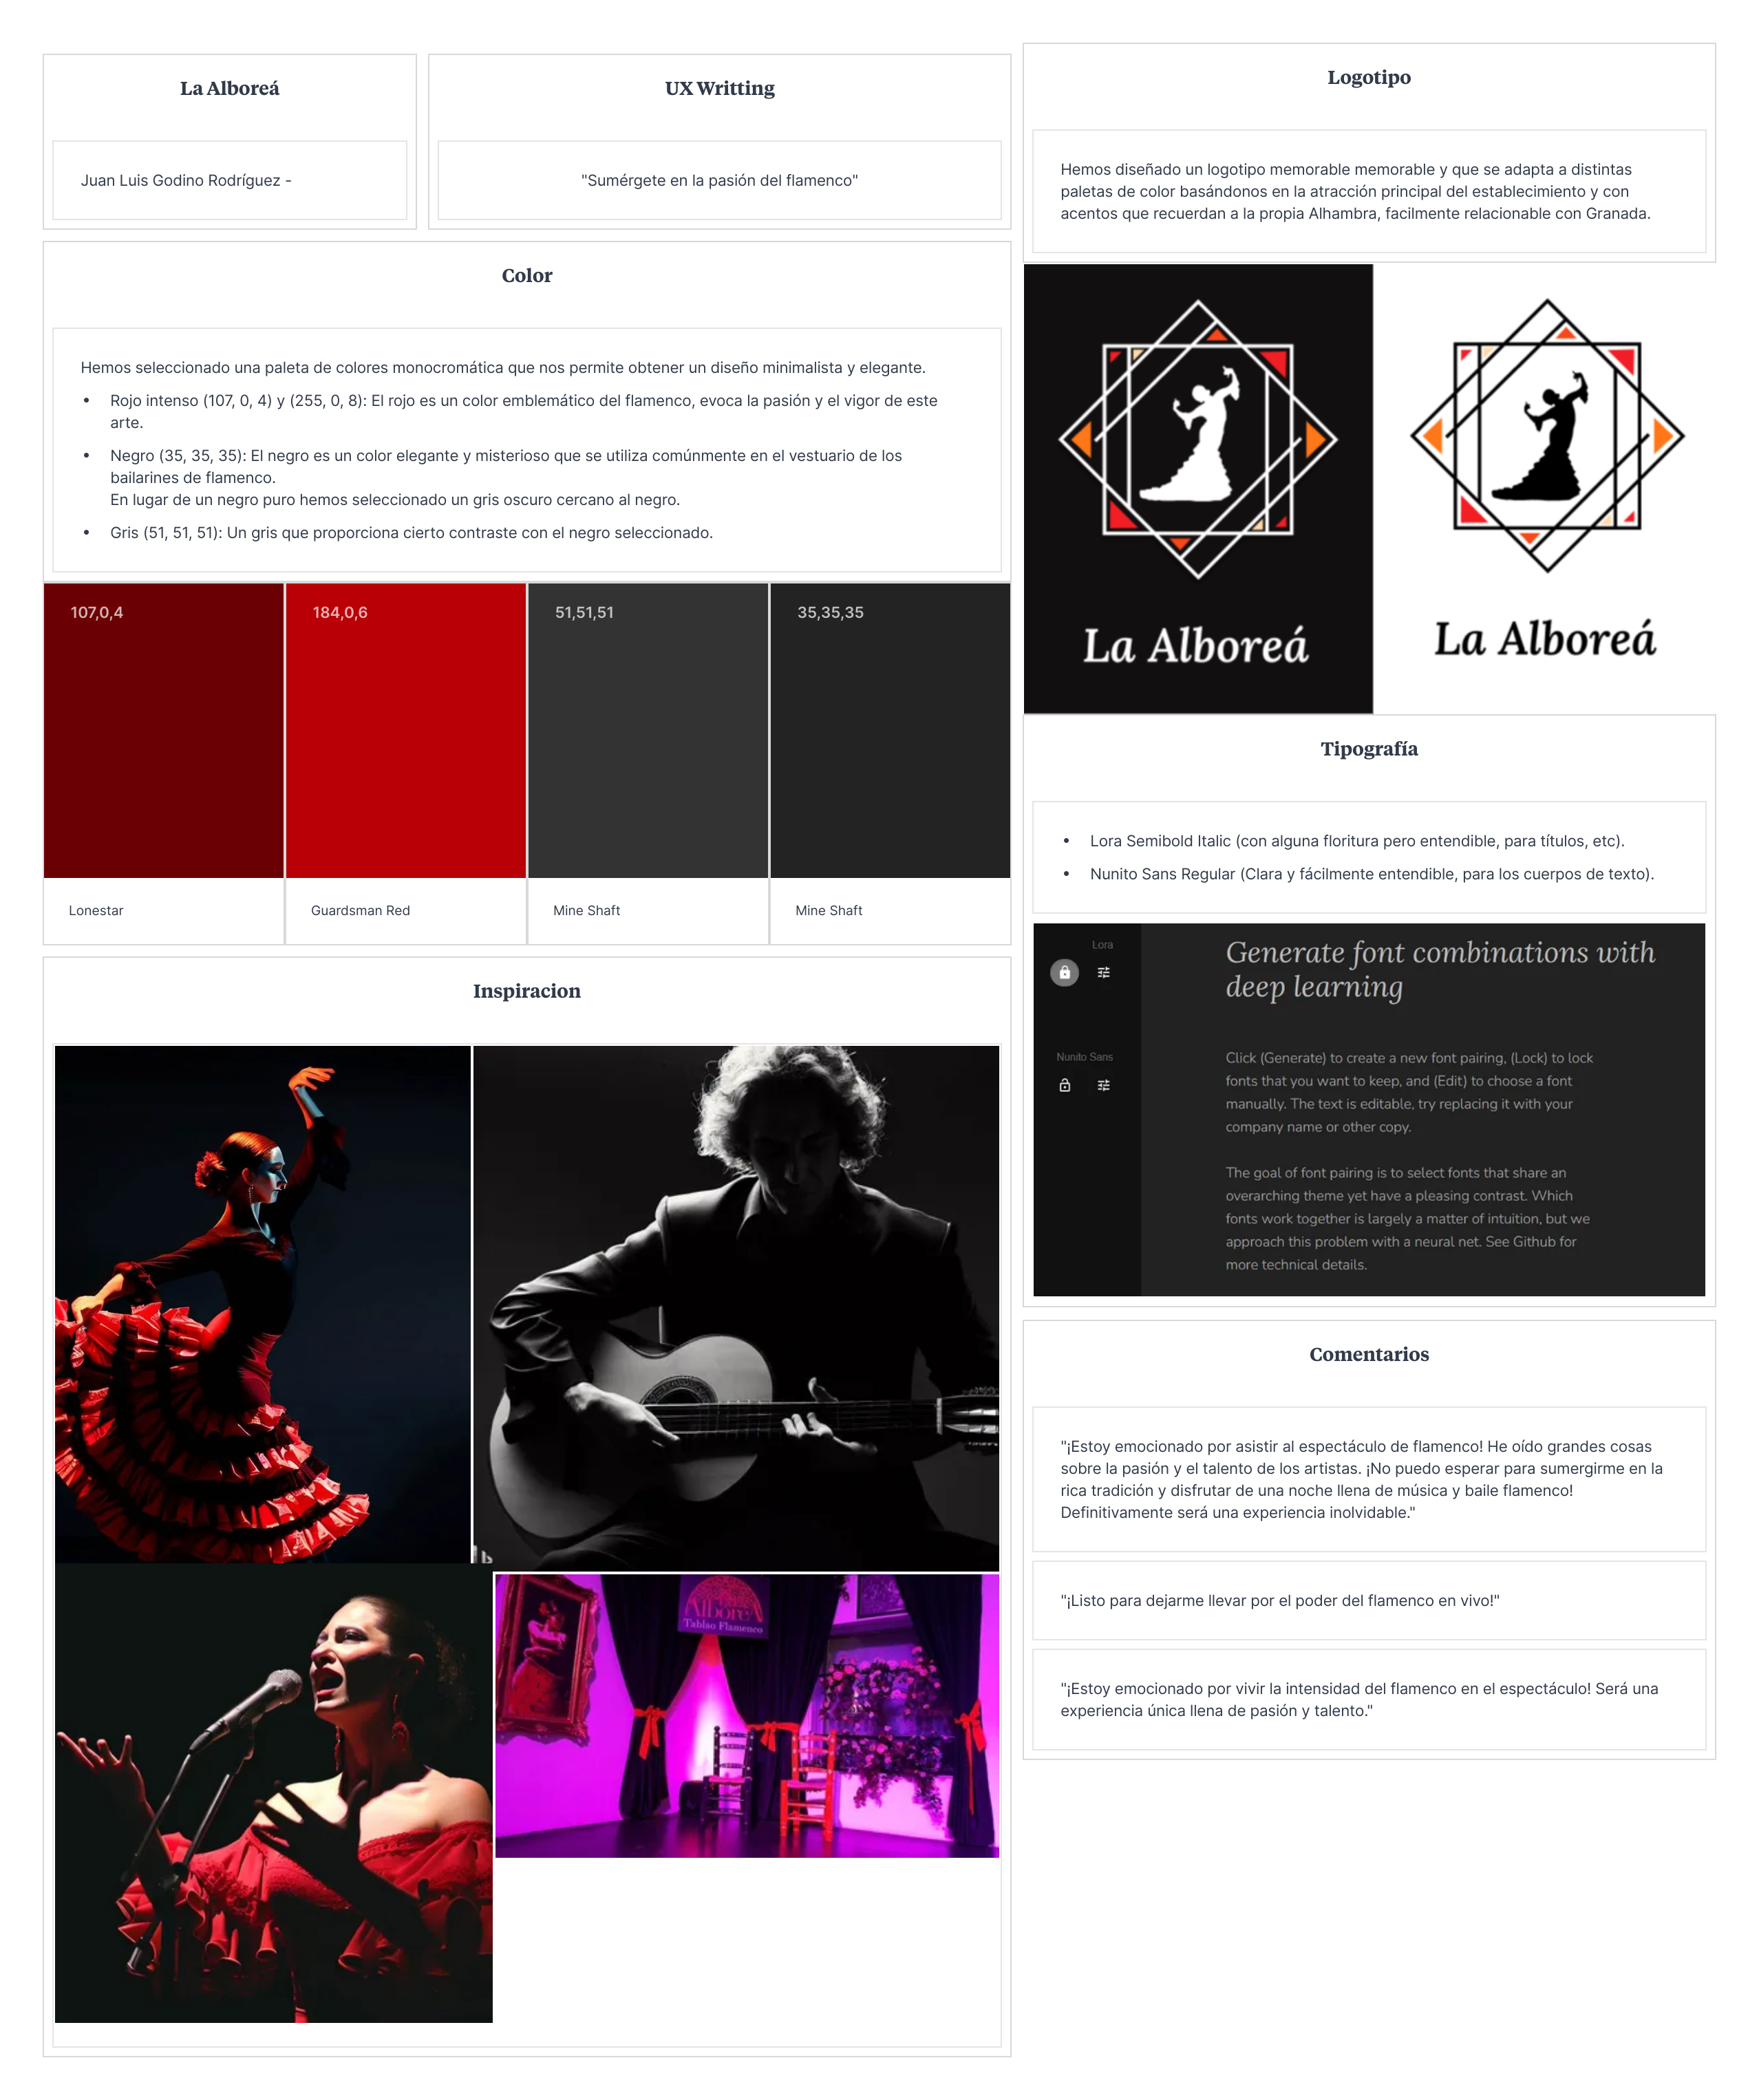 La Alboreá
Juan Luis Godino Rodríguez -
UX Writting
"Sumérgete en la pasión del flamenco"
Color
Hemos seleccionado una paleta de colores monocromática que nos permite obtener un diseño minimalista y elegante.
• Rojo intenso (107, 0, 4) y (255, 0, 8): El rojo es un color emblemático del flamenco, evoca la pasión y el vigor de este
arte.
• Negro (35, 35, 35): El negro es un color elegante y misterioso que se utiliza comúnmente en el vestuario de los
bailarines de flamenco.
En lugar de un negro puro hemos seleccionado un gris oscuro cercano al negro.
• Gris (51, 51, 51): Un gris que proporciona cierto contraste con el negro seleccionado.
107,0,4
184,0,6
51,51,51
35,35,35
Lonestar
Guardsman Red
Mine Shaft
Mine Shaft
Inspiracion
Alboreá
Tablao Flamenco
Logotipo
Hemos diseñado un logotipo memorable memorable y que se adapta a distintas
paletas de color basándonos en la atracción principal del establecimiento y con
acentos que recuerdan a la propia Alhambra, facilmente relacionable con Granada.
La Alboreá
La Alboreá
Tipografía
• Lora Semibold Italic (con alguna floritura pero entendible, para títulos, etc).
• Nunito Sans Regular (Clara y fácilmente entendible, para los cuerpos de texto).
Lora
Nunito Sans
Generate font combinations with
deep learning
Click (Generate) to create a new font pairing, (Lock) to lock
fonts that you want to keep, and (Edit) to choose a font
manually. The text is editable, try replacing it with your
company name or other copy.
The goal of font pairing is to select fonts that share an
overarching theme yet have a pleasing contrast. Which
fonts work together is largely a matter of intuition, but we
approach this problem with a neural net. See Github for
more technical details.
Comentarios
"¡Estoy emocionado por asistir al espectáculo de flamenco! He oído grandes cosas
sobre la pasión y el talento de los artistas. ¡No puedo esperar para sumergirme en la
rica tradición y disfrutar de una noche llena de música y baile flamenco!
Definitivamente será una experiencia inolvidable."
"¡Listo para dejarme llevar por el poder del flamenco en vivo!"
"¡Estoy emocionado por vivir la intensidad del flamenco en el espectáculo! Será una
experiencia única llena de pasión y talento."